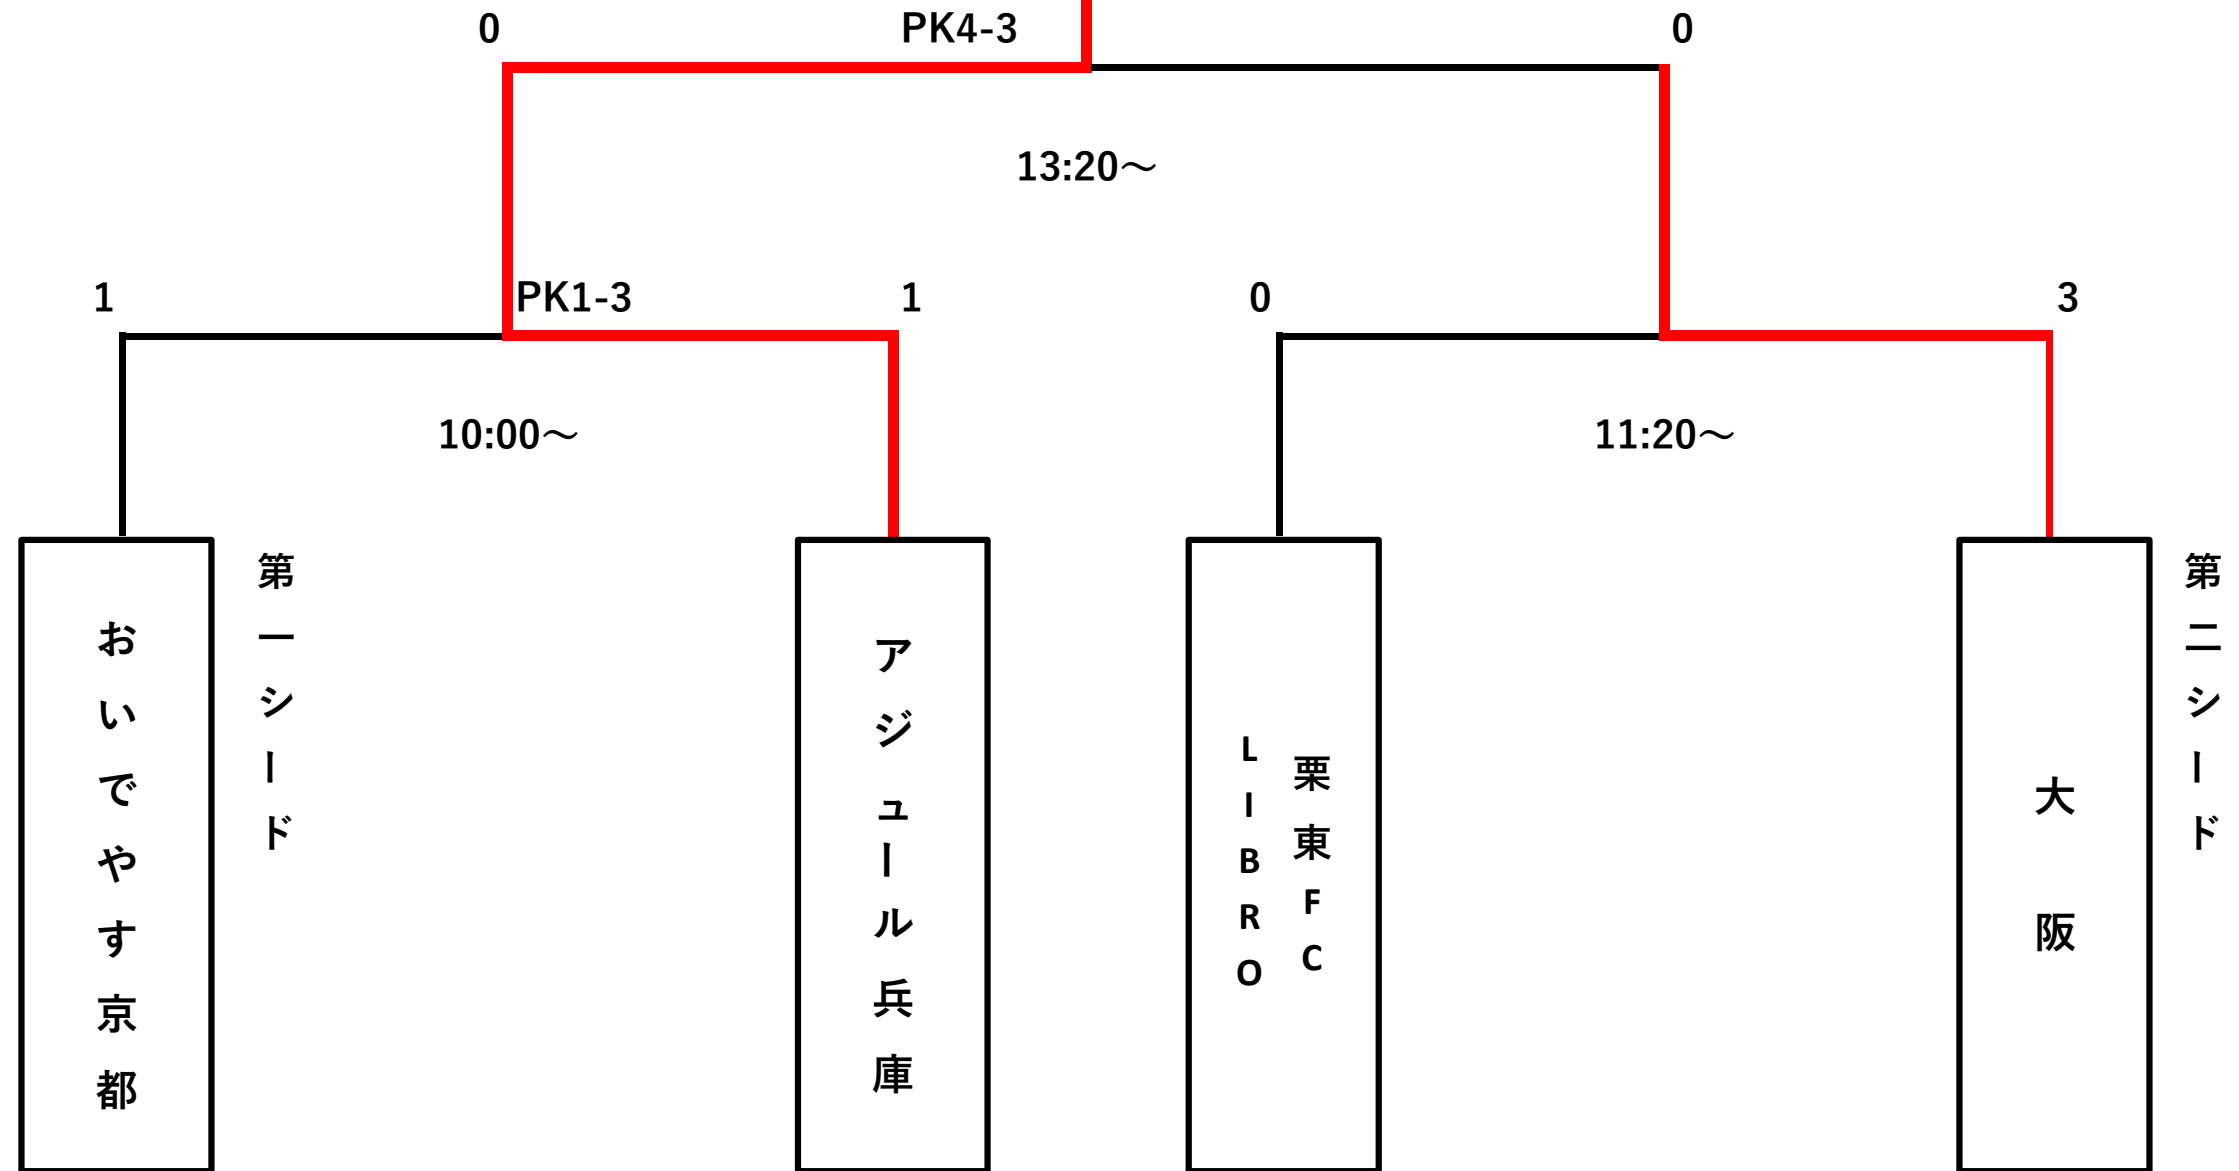 0
PK4-3
0
13:20～
1
PK1-3
1
0
3
10:00～
11:20～
おいでやす京都
第一シード
アジュール兵庫
栗東FC
LIBRO
大阪
第二シード